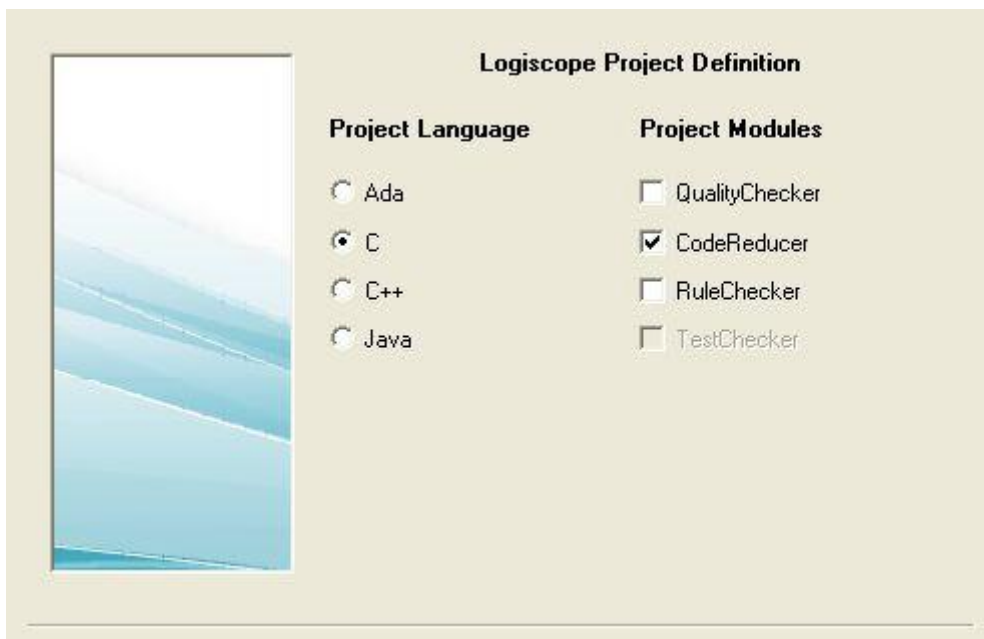 Logiscope Project Definition
Project Language
Project Modules
Ada
QualityChecker
C
CodeReducer
C++
RuleChecker
Java
TestChecker